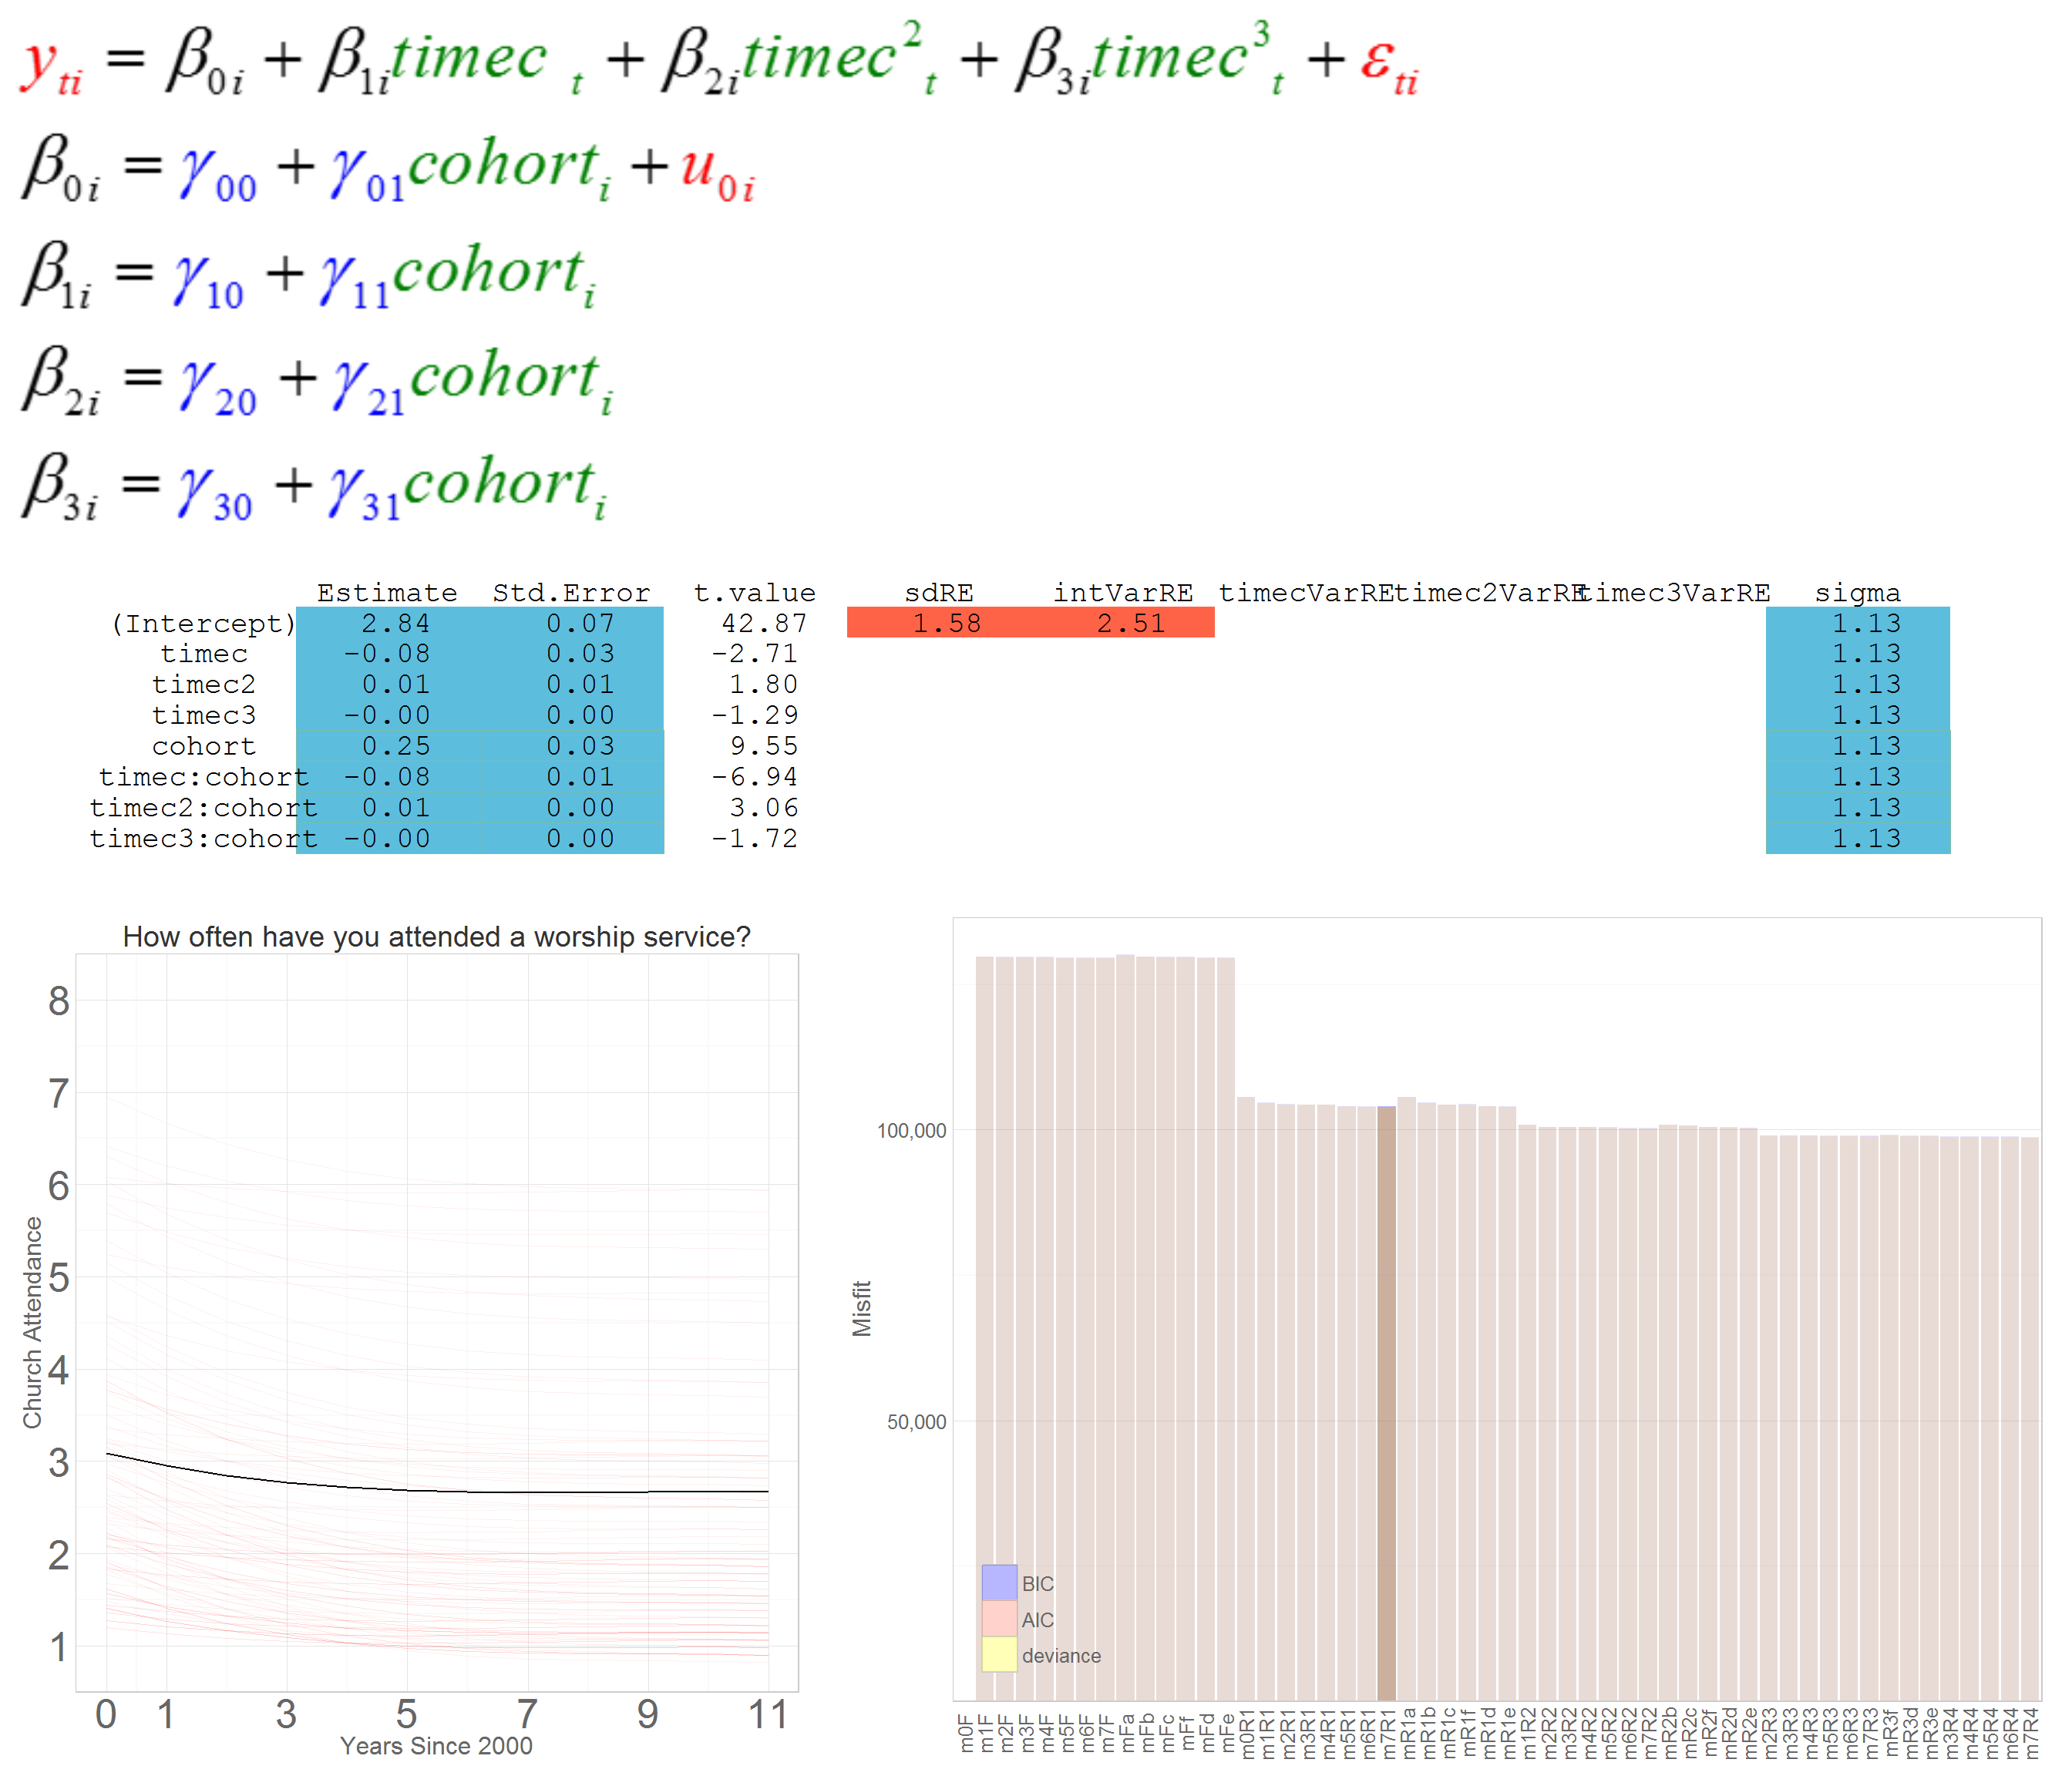 y_ti = β_0i + β_1i timec_t + β_2i timec²_t + β_3i timec³_t + ε_ti
β_0i = γ_00 + γ_01 cohort_i + u_0i
β_1i = γ_10 + γ_11 cohort_i
β_2i = γ_20 + γ_21 cohort_i
β_3i = γ_30 + γ_31 cohort_i
Estimate Std.Error t.value sdRE intVarRE timecVarRE timec2VarRE timec3VarRE sigma
(Intercept) 2.84 0.07 42.87 1.58 2.51 1.13
timec -0.08 0.03 -2.71 1.13
timec2 0.01 0.01 1.80 1.13
timec3 -0.00 0.00 -1.29 1.13
cohort 0.25 0.03 9.55 1.13
timec:cohort -0.08 0.01 -6.94 1.13
timec2:cohort 0.01 0.00 3.06 1.13
timec3:cohort -0.00 0.00 -1.72 1.13
How often have you attended a worship service?
Church Attendance
8
7
6
5
4
3
2
1
0 1 3 5 7 9 11
Years Since 2000
Misfit
100,000
50,000
BIC
AIC
deviance
m0F m1F m2F m3F m4F m5F m6F m7F mFa mFb mFc mFf mFd mFe m0R1 m1R1 m2R1 m3R1 m4R1 m5R1 m6R1 m7R1 mR1a mR1b mR1c mR1f mR1d mR1e m1R2 m2R2 m3R2 m4R2 m5R2 m6R2 m7R2 mR2b mR2c mR2f mR2d mR2e m2R3 m3R3 m4R3 m5R3 m6R3 m7R3 mR3f mR3d mR3e m3R4 m4R4 m5R4 m6R4 m7R4